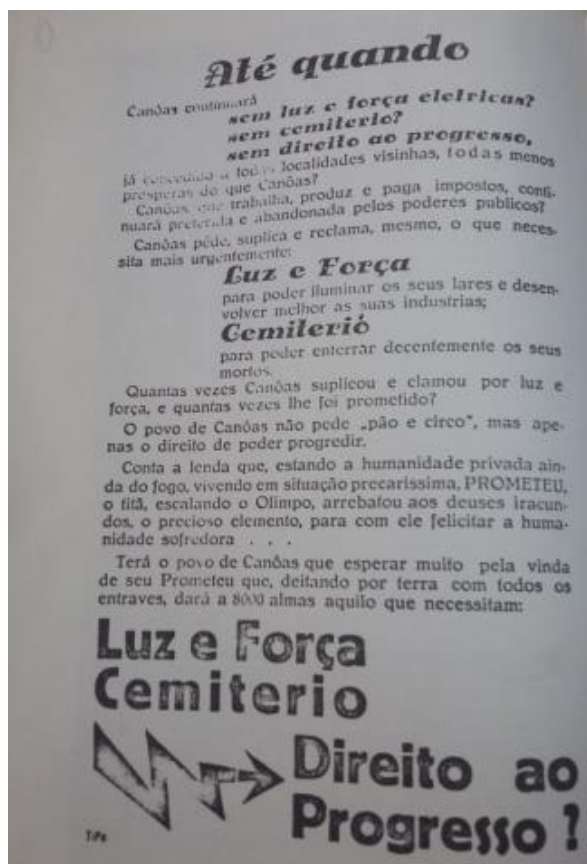 Até quando
Canôas continuará
sem luz e força eletricas?
sem cemiterio?
sem direito ao progresso,
já concedido a todas localidades visinhas, todas menos
prosperas do que Canôas?
Canôas, que trabalha, produz e paga impostos, conti-
nuará preterida e abandonada pelos poderes publicos?
Canôas péde, suplica e reclama, mesmo, o que neces-
sita mais urgentemente:
Luz e Força
para poder iluminar os seus lares e desen-
volver melhor as suas industrias;
Cemiterió
para poder enterrar decentemente os seus
mortos.
Quantas vezes Canôas suplicou e clamou por luz e
força, e quantas vezes lhe foi prometido?
O povo de Canôas não pede „pão e circo", mas ape-
nas o direito de poder progredir.
Conta a lenda que, estando a humanidade privada ain-
da do fogo, vivendo em situação precarissima, PROMETEU,
o titã, escalando o Olimpo, arrebatou aos deuses iracun-
dos, o precioso elemento, para com ele felicitar a huma-
nidade sofredora . . .
Terá o povo de Canôas que esperar muito pela vinda
de seu Prometeu que, deitando por terra com todos os
entraves, dará a 8000 almas aquilo que necessitam:
Luz e Força
Cemiterio
Direito ao
Progresso ?